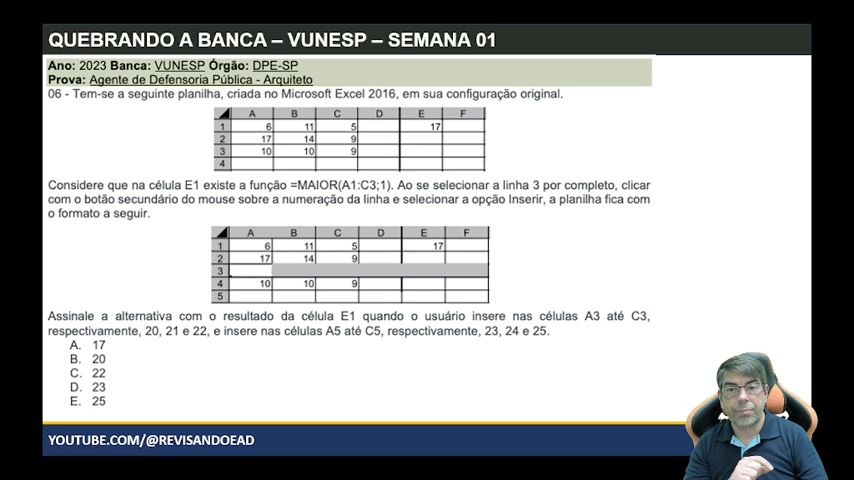 QUEBRANDO A BANCA – VUNESP – SEMANA 01
Ano: 2023 Banca: VUNESP Órgão: DPE-SP
Prova: Agente de Defensoria Pública - Arquiteto
06 - Tem-se a seguinte planilha, criada no Microsoft Excel 2016, em sua configuração original.
A B C D E F
1 6 11 5 17
2 17 14 9
3 10 10 9
4
Considere que na célula E1 existe a função =MAIOR(A1:C3;1). Ao se selecionar a linha 3 por completo, clicar
com o botão secundário do mouse sobre a numeração da linha e selecionar a opção Inserir, a planilha fica com
o formato a seguir.
A B C D E F
1 6 11 5 17
2 17 14 9
3
4 10 10 9
5
Assinale a alternativa com o resultado da célula E1 quando o usuário insere nas células A3 até C3,
respectivamente, 20, 21 e 22, e insere nas células A5 até C5, respectivamente, 23, 24 e 25.
A. 17
B. 20
C. 22
D. 23
E. 25
YOUTUBE.COM/@REVISANDOEAD